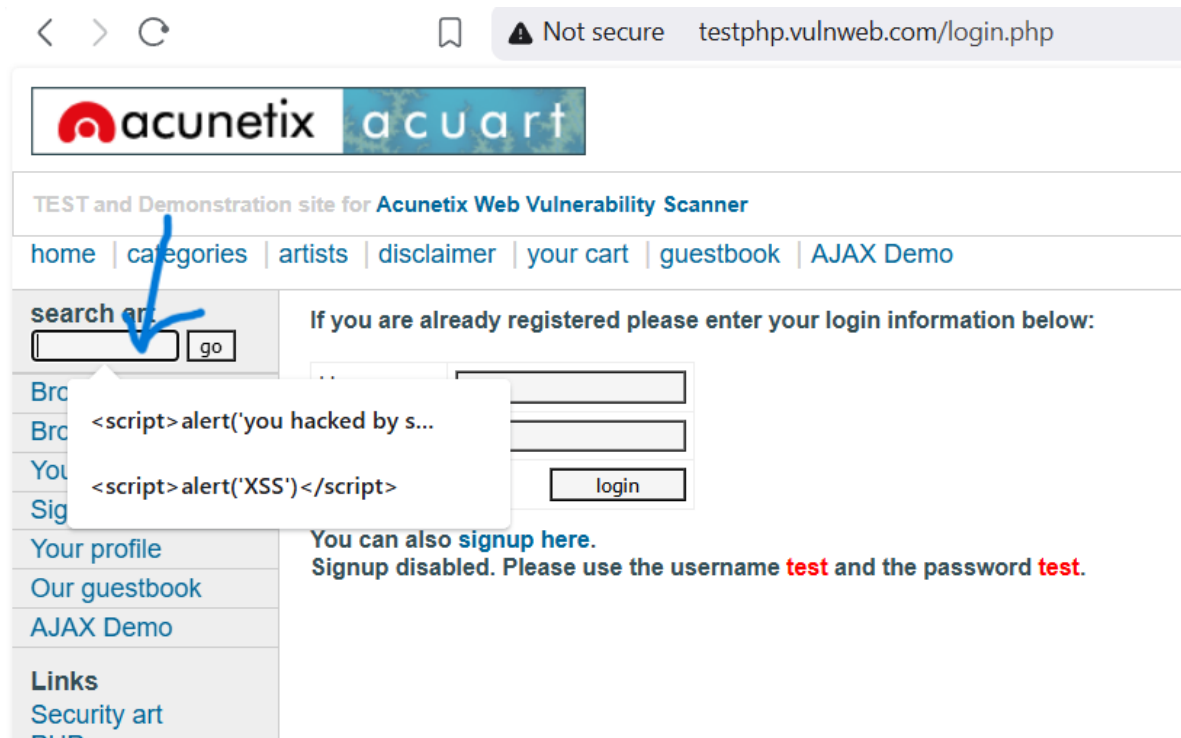 Not secure testphp.vulnweb.com/login.php
acunetix acuart
TEST and Demonstration site for Acunetix Web Vulnerability Scanner
home | categories | artists | disclaimer | your cart | guestbook | AJAX Demo
search art
go
If you are already registered please enter your login information below:
<script>alert('you hacked by s...
<script>alert('XSS')</script>
Bro
Bro
You
Sig
login
Your profile
Our guestbook
AJAX Demo
You can also signup here.
Signup disabled. Please use the username test and the password test.
Links
Security art